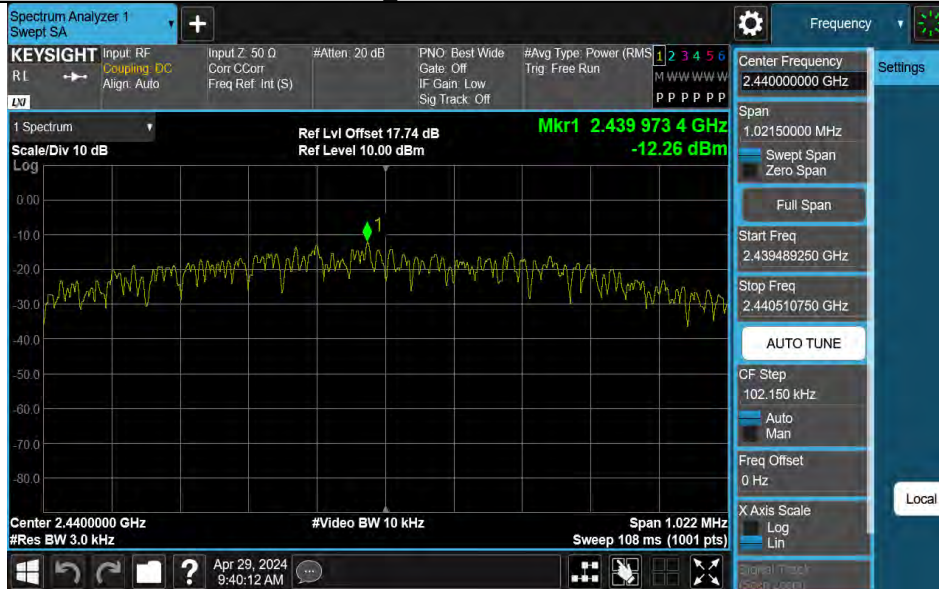 Spectrum Analyzer 1
Swept SA
Frequency
KEYSIGHT
RL
LXI
Input: RF
Coupling: DC
Align: Auto
Input Z: 50 Ω
Corr CCorr
Freq Ref: Int (S)
#Atten: 20 dB
PNO: Best Wide
Gate: Off
IF Gain: Low
Sig Track: Off
#Avg Type: Power (RMS
Trig: Free Run
1 2 3 4 5 6
M W W W W W
P P P P P P
Center Frequency
2.440000000 GHz
Settings
1 Spectrum
Ref Lvl Offset 17.74 dB
Mkr1 2.439 973 4 GHz
Scale/Div 10 dB
Ref Level 10.00 dBm
-12.26 dBm
Log
0.00
-10.0
-20.0
-30.0
-40.0
-50.0
-60.0
-70.0
-80.0
1
Center 2.4400000 GHz
#Video BW 10 kHz
Span 1.022 MHz
#Res BW 3.0 kHz
Sweep 108 ms (1001 pts)
Span
1.02150000 MHz
Swept Span
Zero Span
Full Span
Start Freq
2.439489250 GHz
Stop Freq
2.440510750 GHz
AUTO TUNE
CF Step
102.150 kHz
Auto
Man
Freq Offset
0 Hz
X Axis Scale
Log
Lin
Signal Track
(Span Zoom)
Local
?
Apr 29, 2024
9:40:12 AM